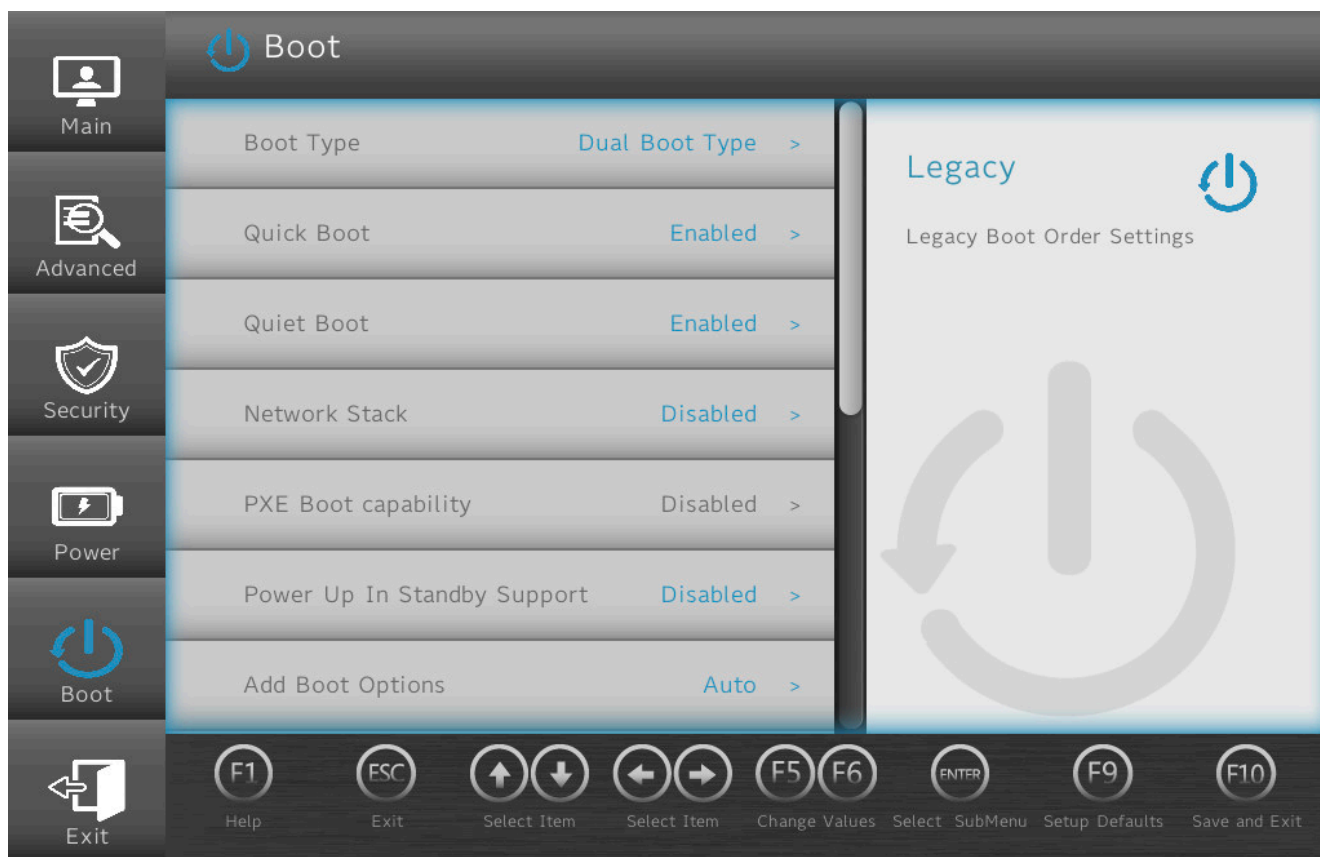 Boot
Main
Advanced
Security
Power
Boot
Exit
Boot Type Dual Boot Type >
Quick Boot Enabled >
Quiet Boot Enabled >
Network Stack Disabled >
PXE Boot capability Disabled >
Power Up In Standby Support Disabled >
Add Boot Options Auto >
Legacy
Legacy Boot Order Settings
F1 ESC F5 F6 ENTER F9 F10
Help Exit Select Item Select Item Change Values Select SubMenu Setup Defaults Save and Exit